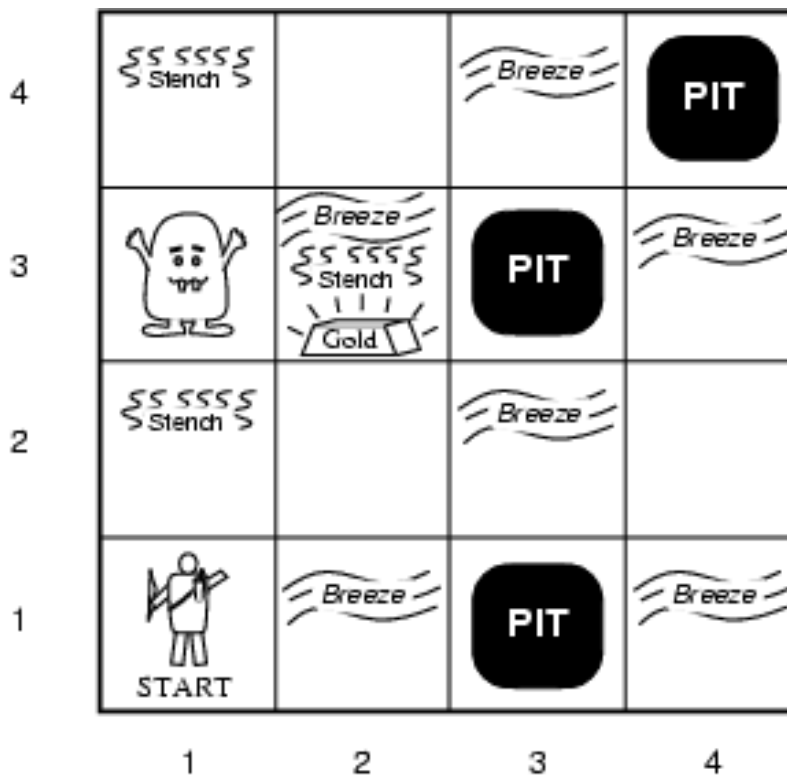 4
Stench
Breeze
PIT
3
Breeze
Stench
Gold
PIT
Breeze
2
Stench
Breeze
1
START
Breeze
PIT
Breeze
1 2 3 4